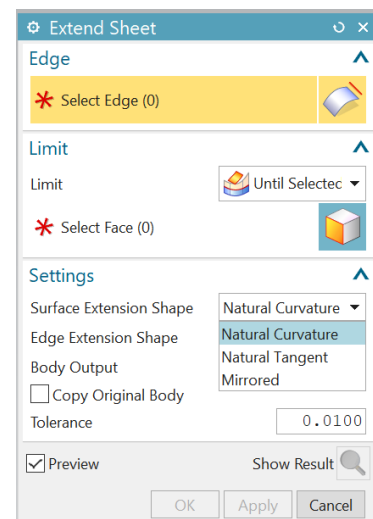 Extend Sheet
Edge
Select Edge (0)
Limit
Limit Until Selectec
Select Face (0)
Settings
Surface Extension Shape Natural Curvature
Edge Extension Shape Natural Curvature
Natural Tangent
Body Output
Mirrored
Copy Original Body
Tolerance 0.0100
Preview Show Result
OK Apply Cancel